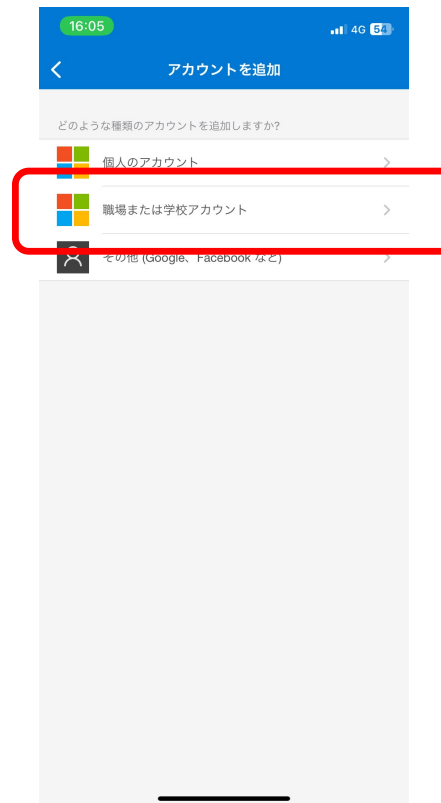 16:05 4G 54
アカウントを追加
どのような種類のアカウントを追加しますか?
個人のアカウント
職場または学校アカウント
その他 (Google、Facebook など)